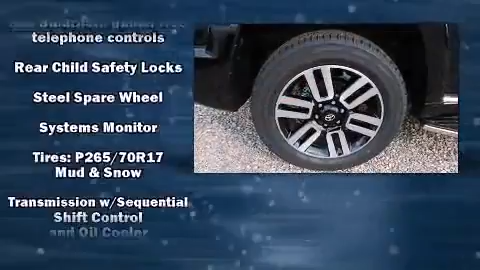 telephone controls
Rear Child Safety Locks
Steel Spare Wheel
Systems Monitor
Tires: P265/70R17
Mud & Snow
Transmission w/Sequential
Shift Control
and Oil Cooler